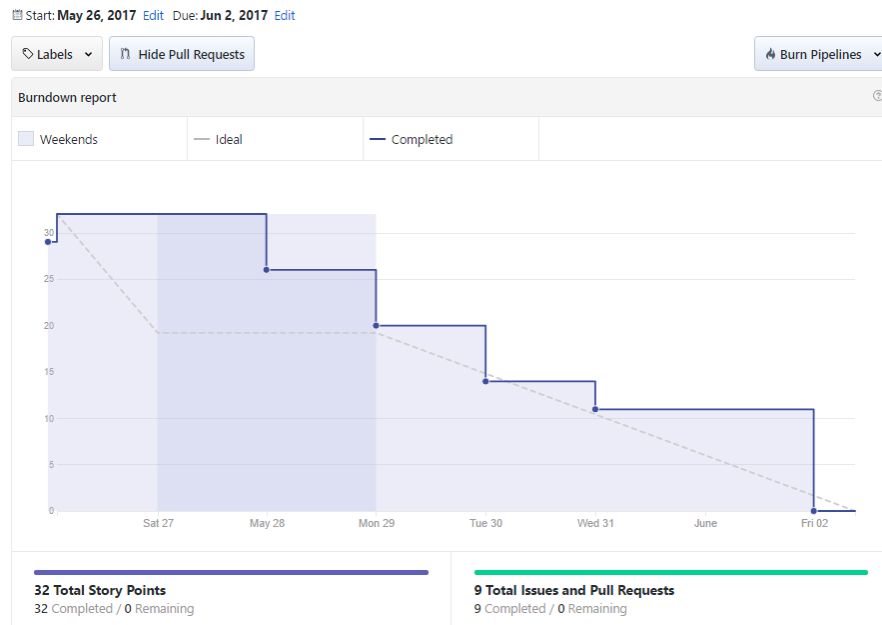 Start: May 26, 2017 Edit Due: Jun 2, 2017 Edit
Labels Hide Pull Requests Burn Pipelines
Burndown report
Weekends Ideal Completed
30
25
20
15
10
5
0
Sat 27 May 28 Mon 29 Tue 30 Wed 31 June Fri 02
32 Total Story Points 9 Total Issues and Pull Requests
32 Completed / 0 Remaining 9 Completed / 0 Remaining